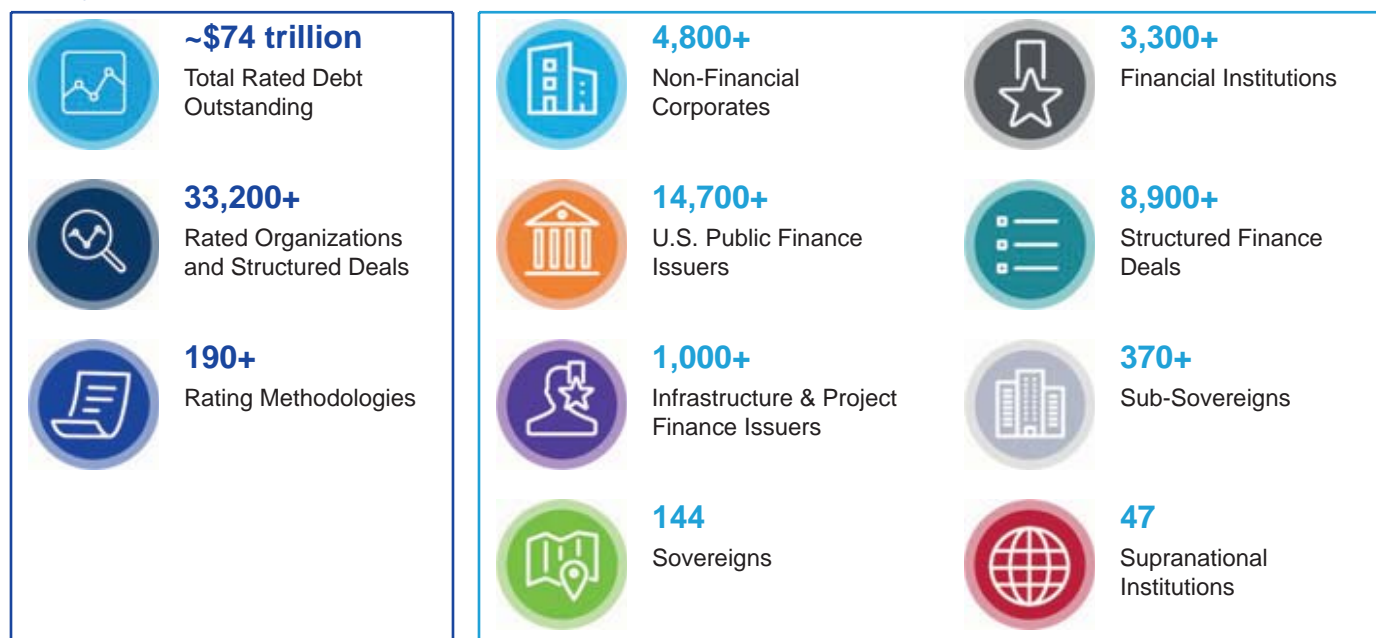 ~$74 trillion
Total Rated Debt
Outstanding
33,200+
Rated Organizations
and Structured Deals
190+
Rating Methodologies
4,800+
Non-Financial
Corporates
3,300+
Financial Institutions
14,700+
U.S. Public Finance
Issuers
8,900+
Structured Finance
Deals
1,000+
Infrastructure & Project
Finance Issuers
370+
Sub-Sovereigns
144
Sovereigns
47
Supranational
Institutions